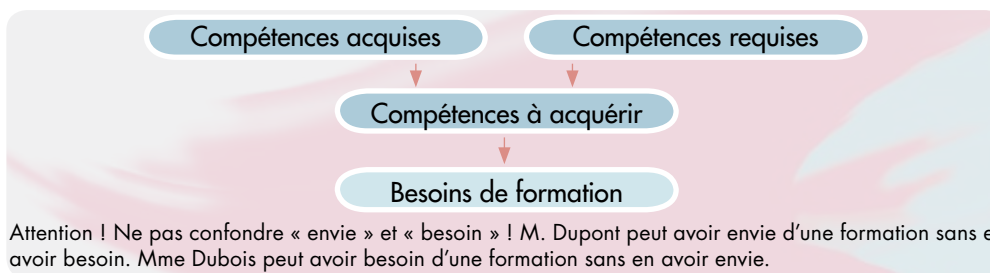 Compétences acquises
Compétences requises
Compétences à acquérir
Besoins de formation
Attention ! Ne pas confondre « envie » et « besoin » ! M. Dupont peut avoir envie d’une formation sans
avoir besoin. Mme Dubois peut avoir besoin d’une formation sans en avoir envie.